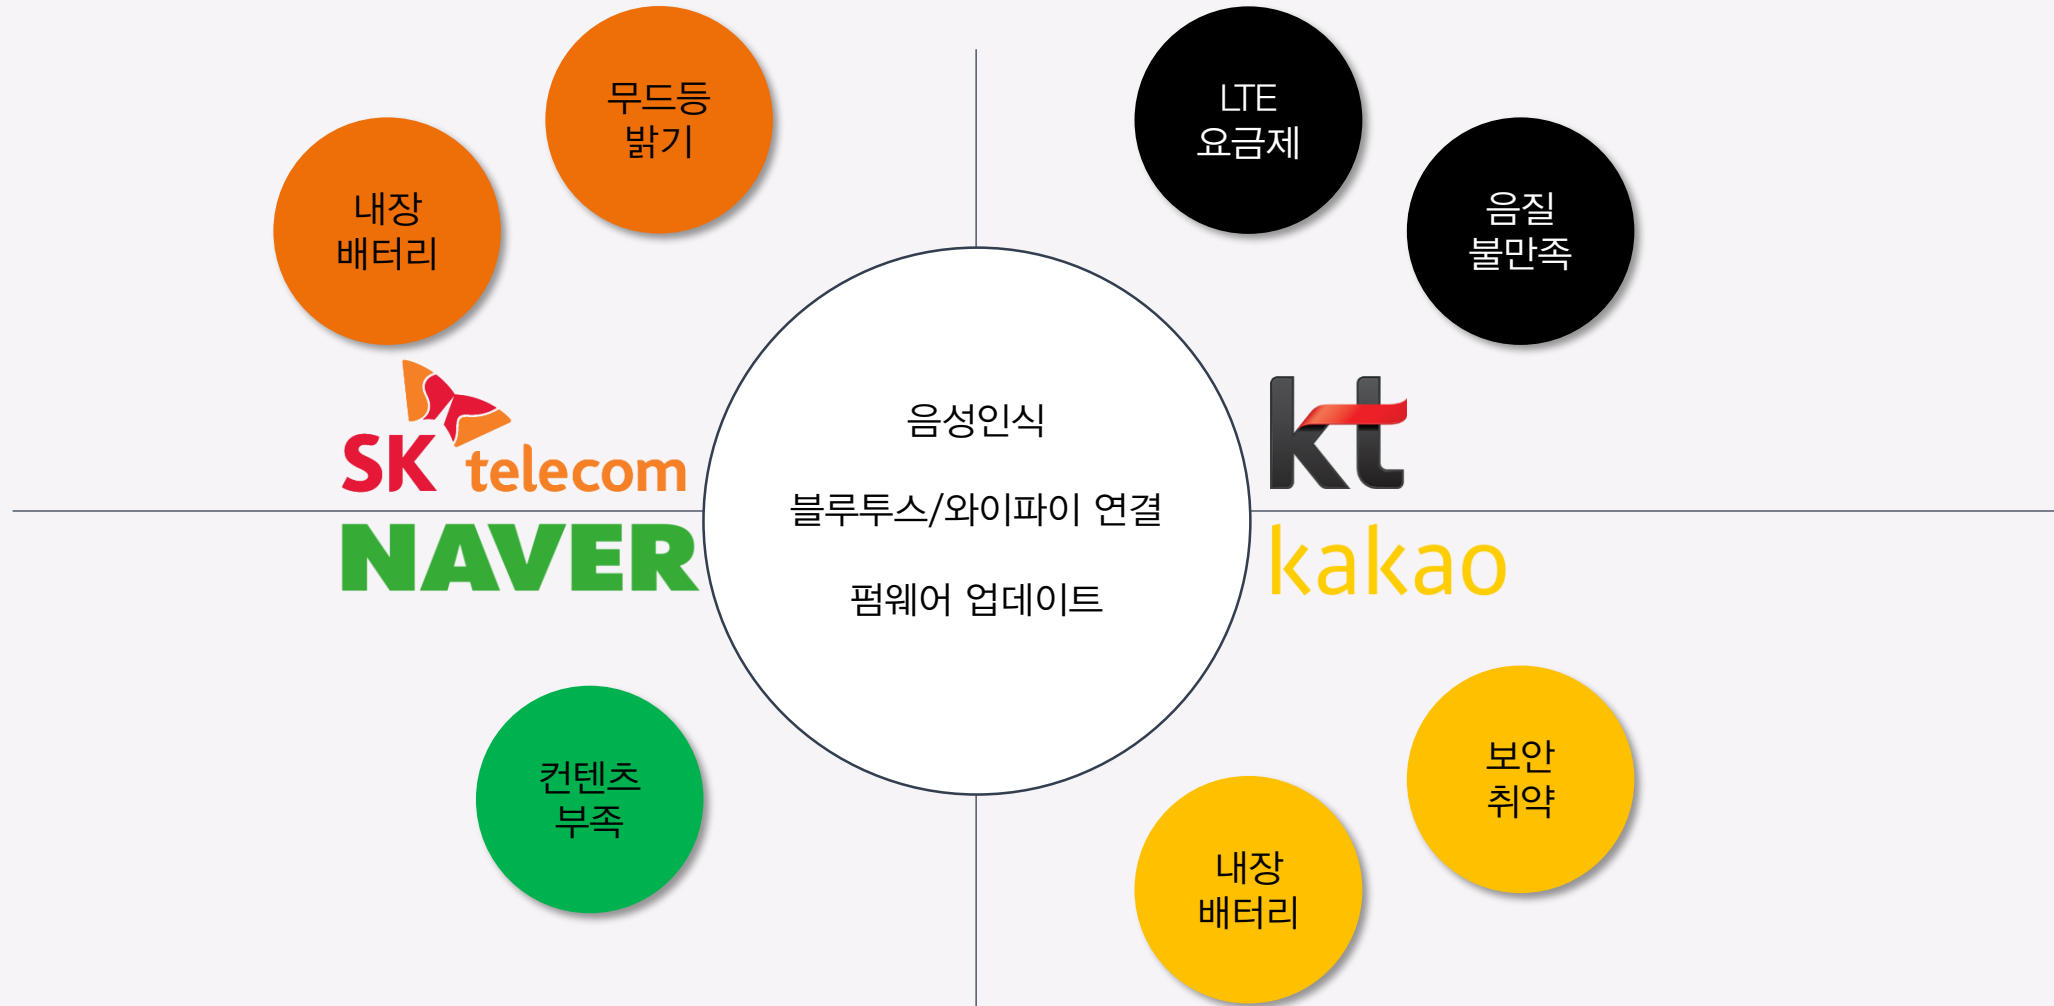 무드등
밝기
내장
배터리
LTE
요금제
음질
불만족
SK telecom
kt
음성인식
블루투스/와이파이 연결
펌웨어 업데이트
NAVER
kakao
컨텐츠
부족
보안
취약
내장
배터리